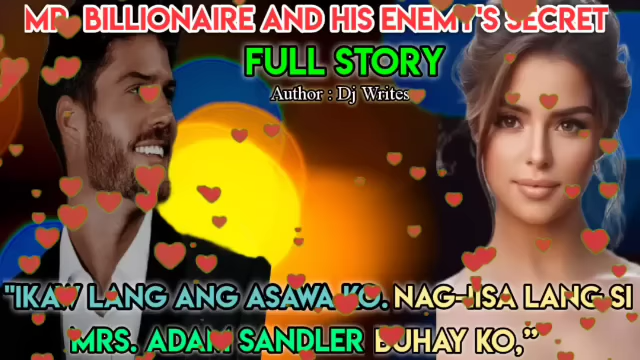 MR. BILLIONAIRE AND HIS ENEMY'S SECRET
FULL STORY
Author : Dj Writes
"IKAW LANG ANG ASAWA KO. NAG-IISA LANG SI
MRS. ADAM SANDLER BUHAY KO,"